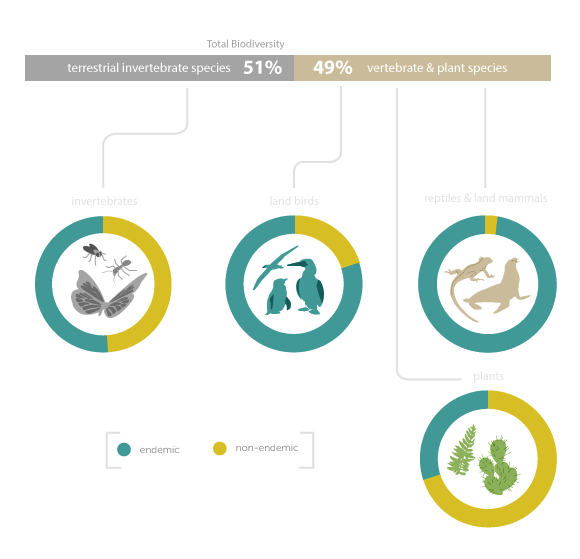 Total Biodiversity
terrestrial invertebrate species 51% 49% vertebrate & plant species
invertebrates
land birds
reptiles & land mammals
plants
endemic
non-endemic